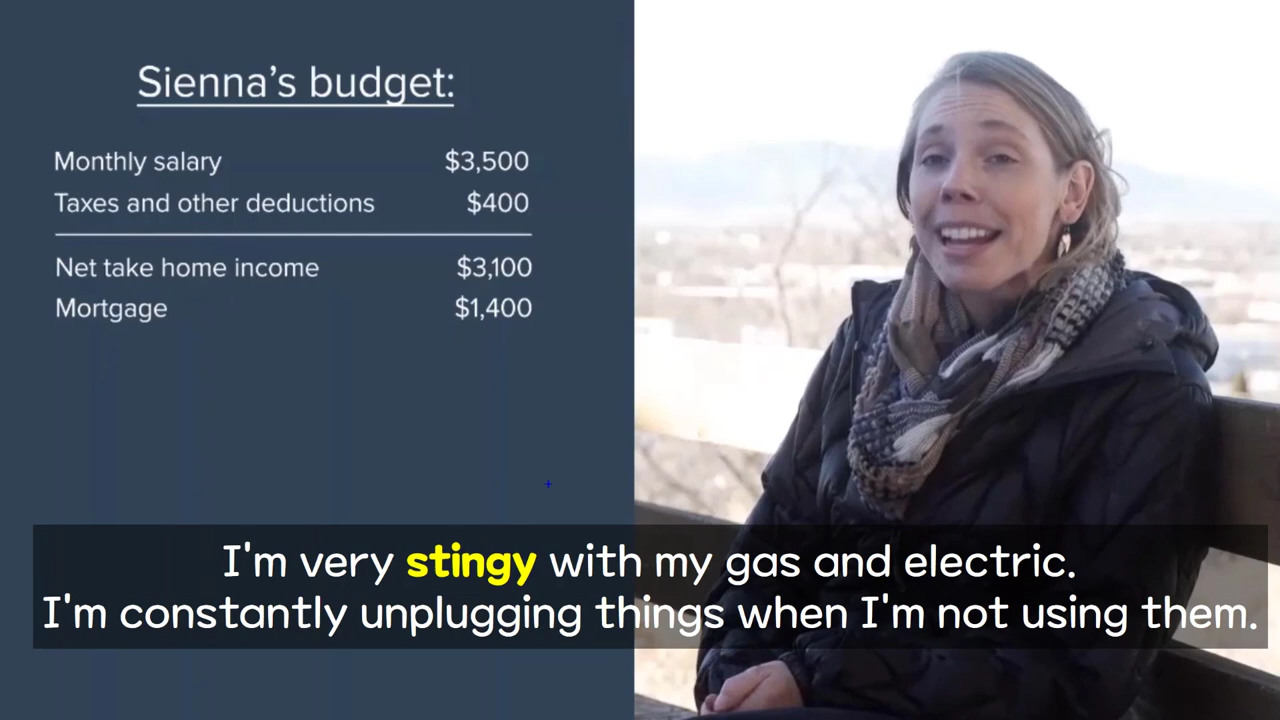 Sienna’s budget:
Monthly salary $3,500
Taxes and other deductions $400
Net take home income $3,100
Mortgage $1,400
I'm very stingy with my gas and electric.
I'm constantly unplugging things when I'm not using them.